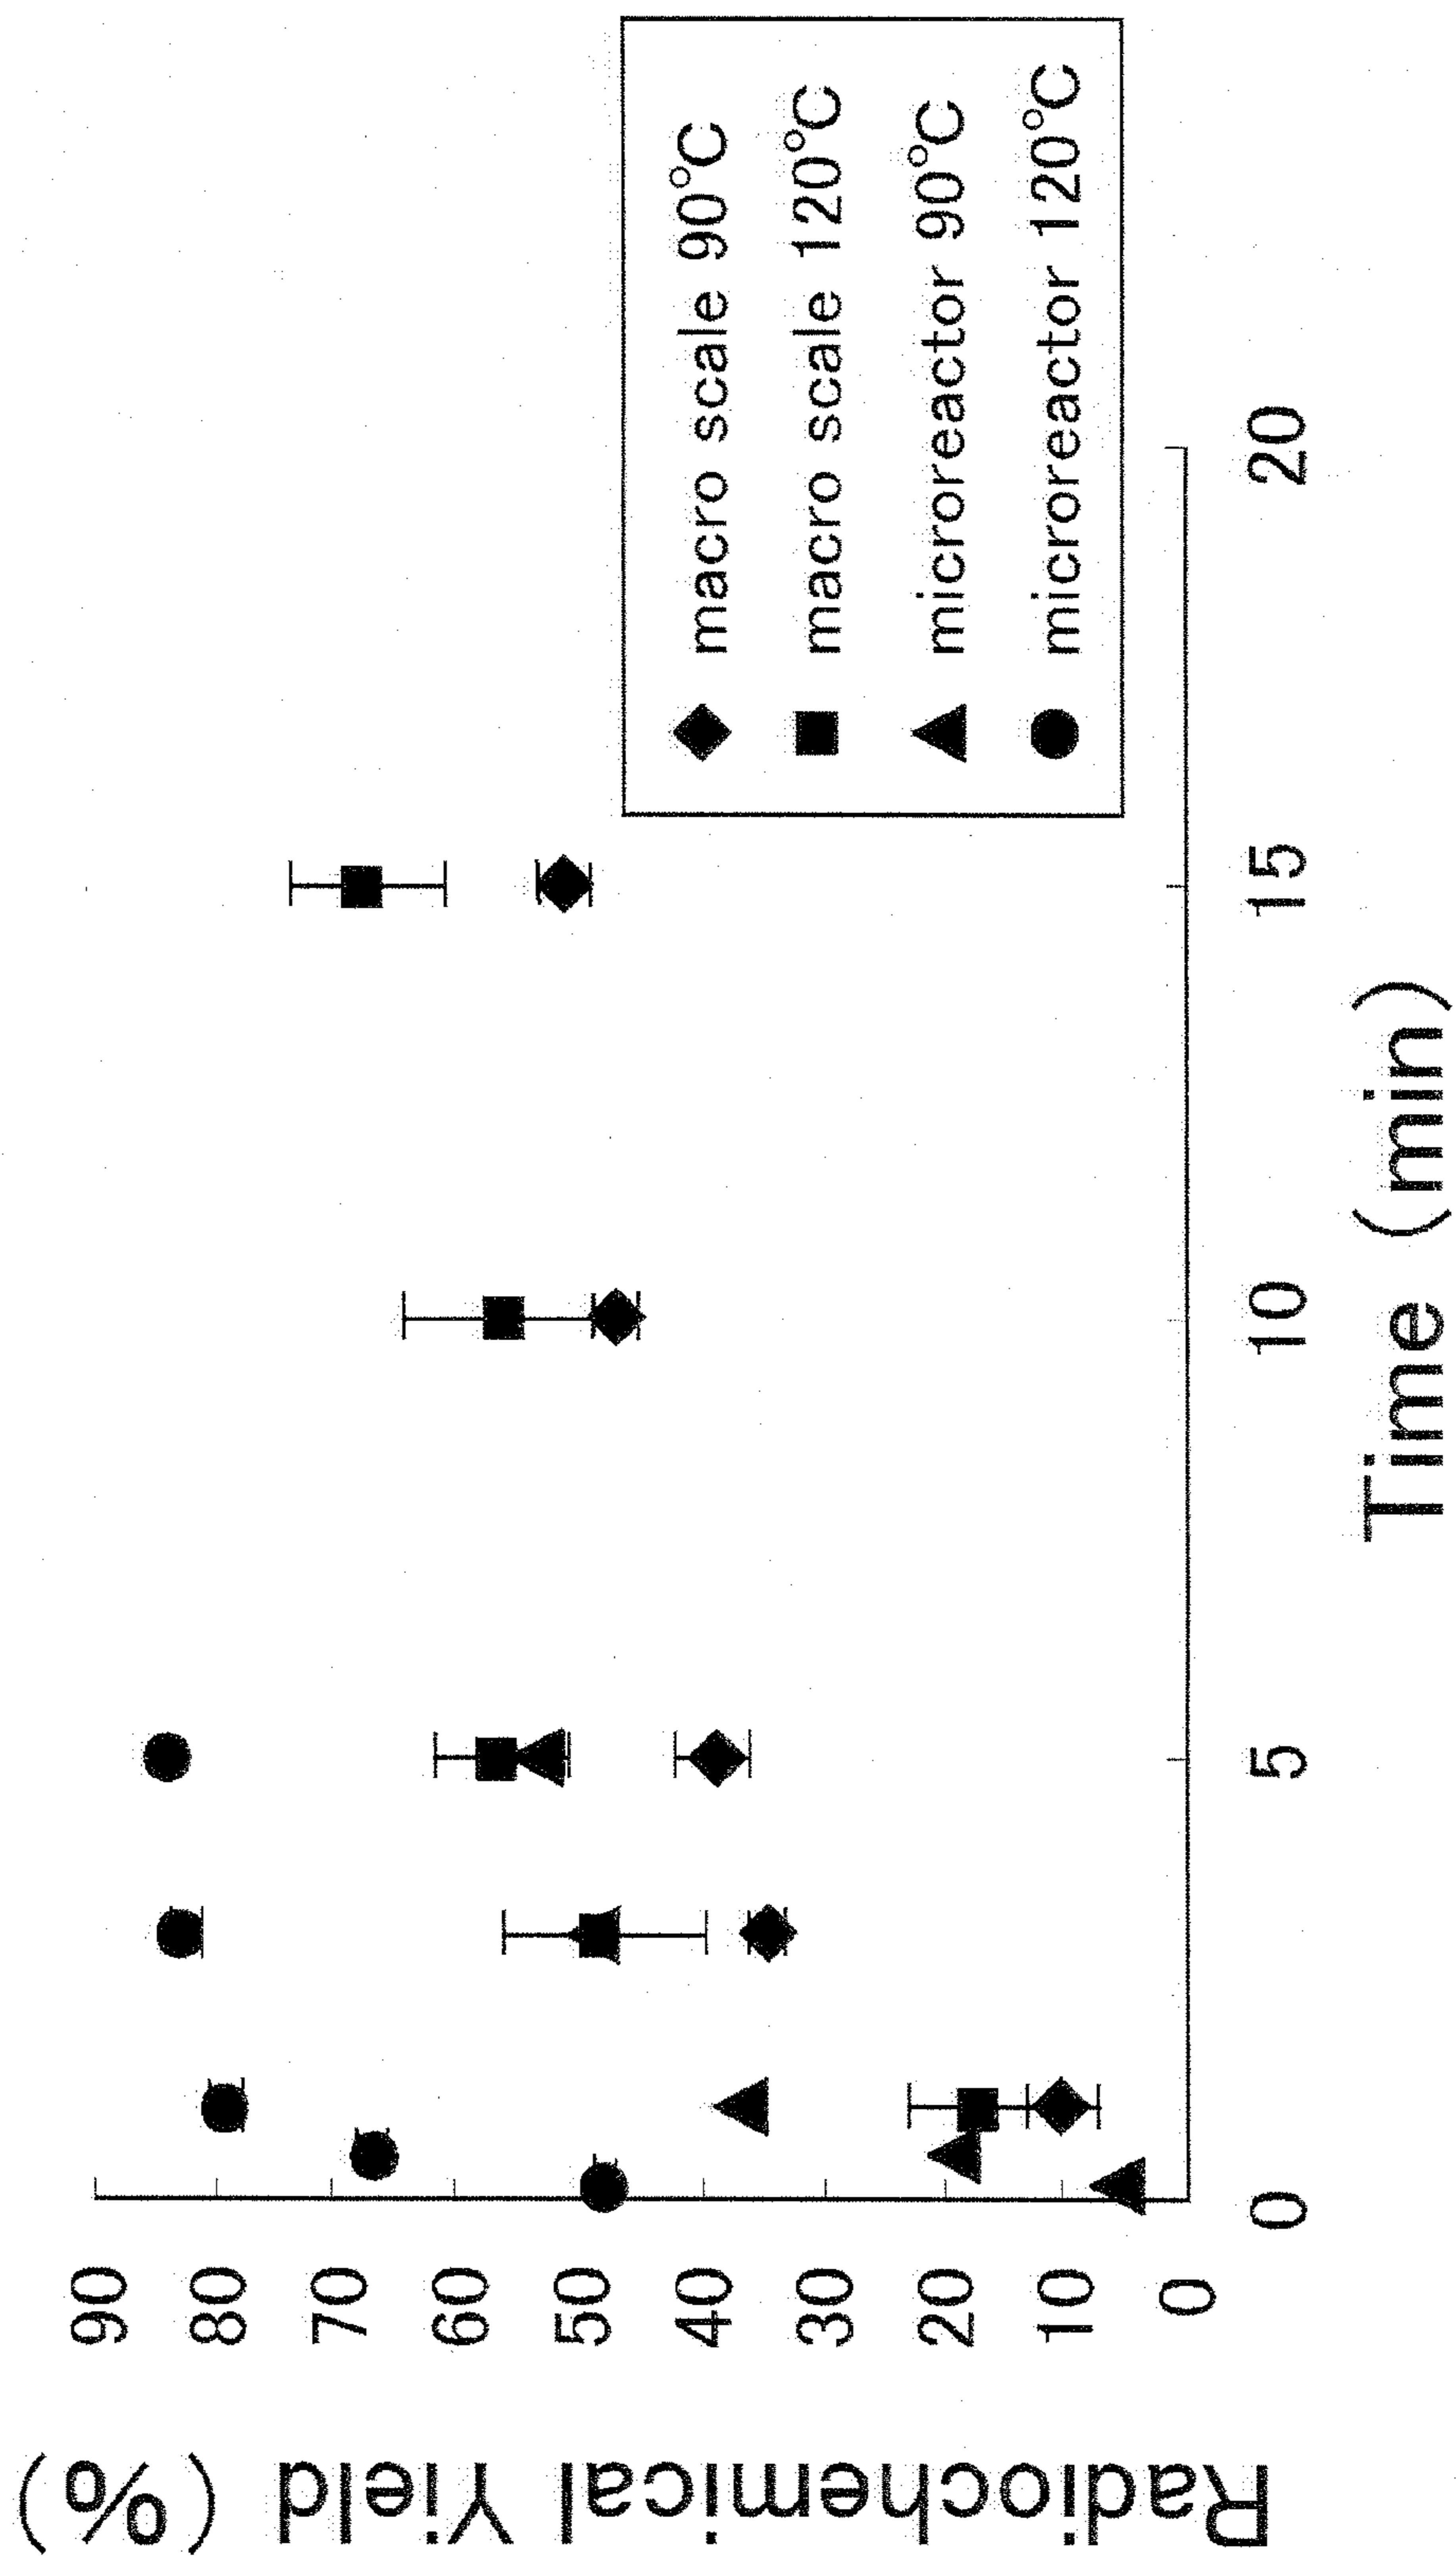 Radiochemical Yield (%)
90
80
70
60
50
40
30
20
10
0
0
5
10
15
20
Time (min)
macro scale 90°C
macro scale 120°C
microreactor 90°C
microreactor 120°C